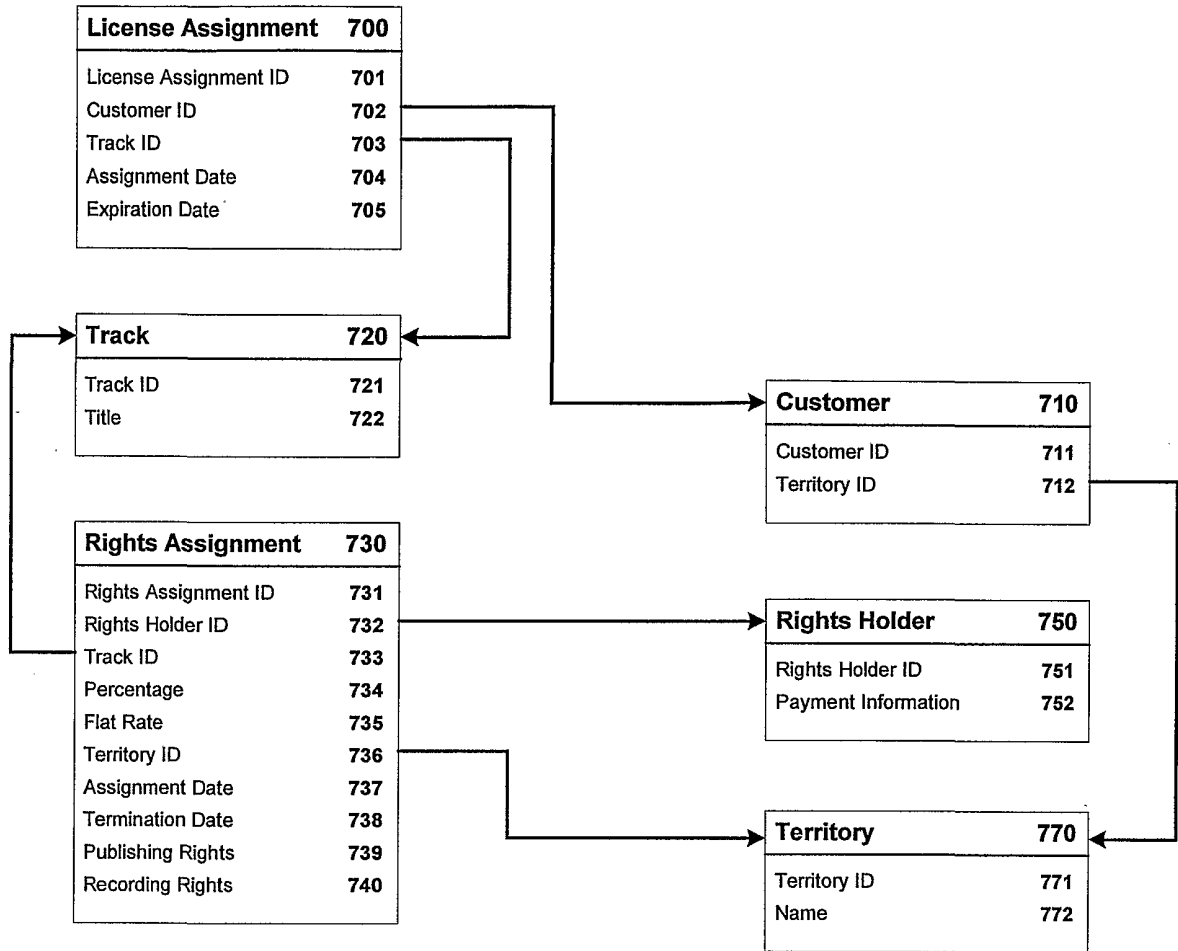 License Assignment 700
License Assignment ID 701
Customer ID 702
Track ID 703
Assignment Date 704
Expiration Date 705
Track 720
Track ID 721
Title 722
Customer 710
Customer ID 711
Territory ID 712
Rights Assignment 730
Rights Assignment ID 731
Rights Holder ID 732
Track ID 733
Percentage 734
Flat Rate 735
Territory ID 736
Assignment Date 737
Termination Date 738
Publishing Rights 739
Recording Rights 740
Rights Holder 750
Rights Holder ID 751
Payment Information 752
Territory 770
Territory ID 771
Name 772